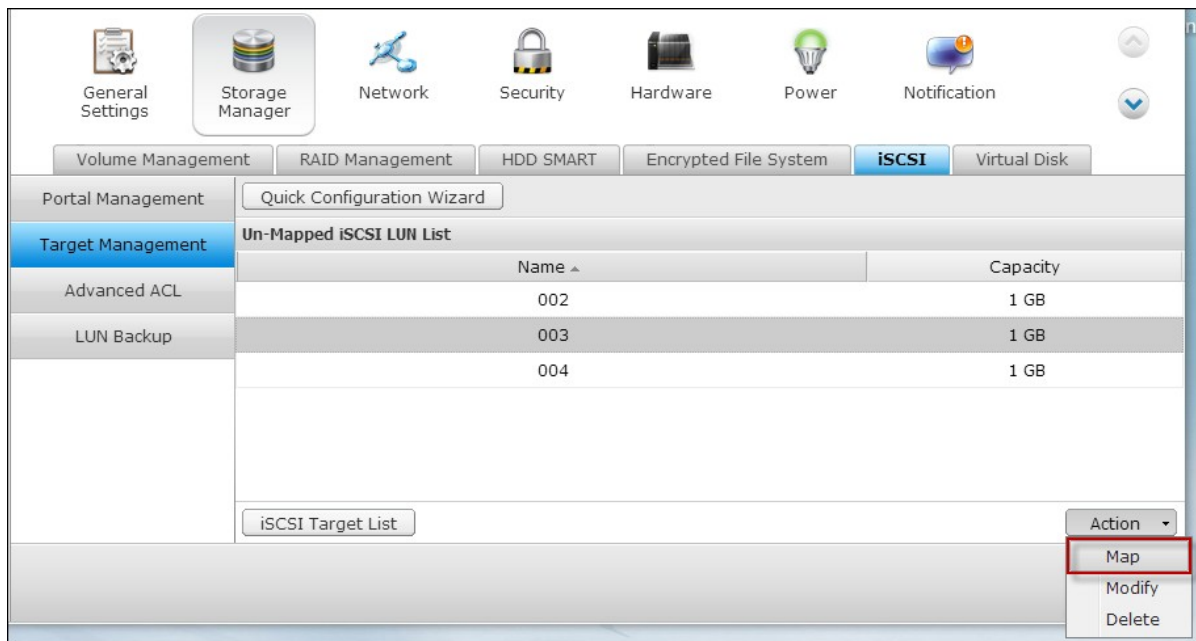 General Settings
Storage Manager
Network
Security
Hardware
Power
Notification
Volume Management
RAID Management
HDD SMART
Encrypted File System
iSCSI
Virtual Disk
Portal Management
Target Management
Advanced ACL
LUN Backup
Quick Configuration Wizard
Un-Mapped iSCSI LUN List
Name Capacity
002 1 GB
003 1 GB
004 1 GB
iSCSI Target List
Action
Map
Modify
Delete